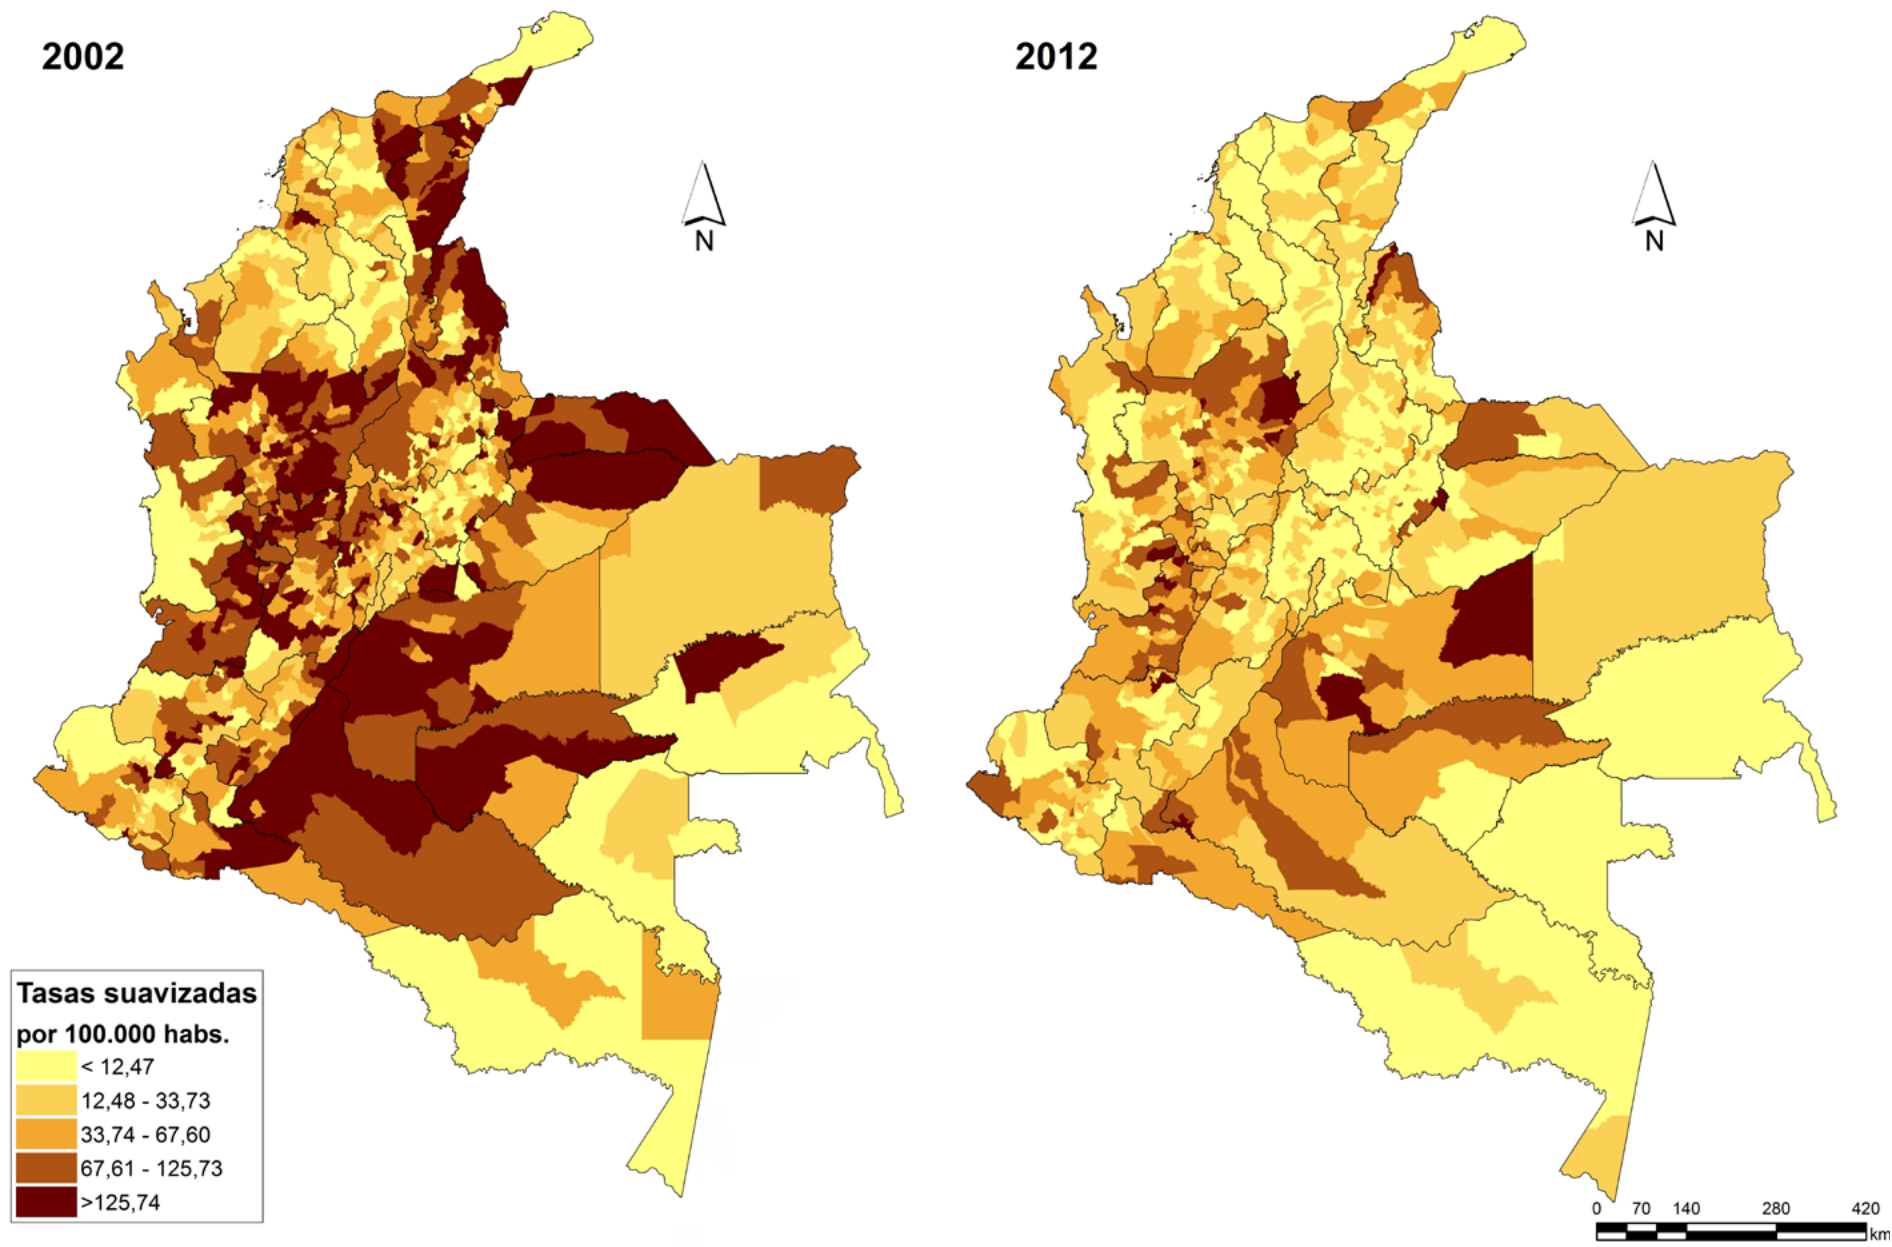 2002
2012
N
N
Tasas suavizadas
por 100.000 habs.
< 12,47
12,48 - 33,73
33,74 - 67,60
67,61 - 125,73
>125,74
0 70 140 280 420
km